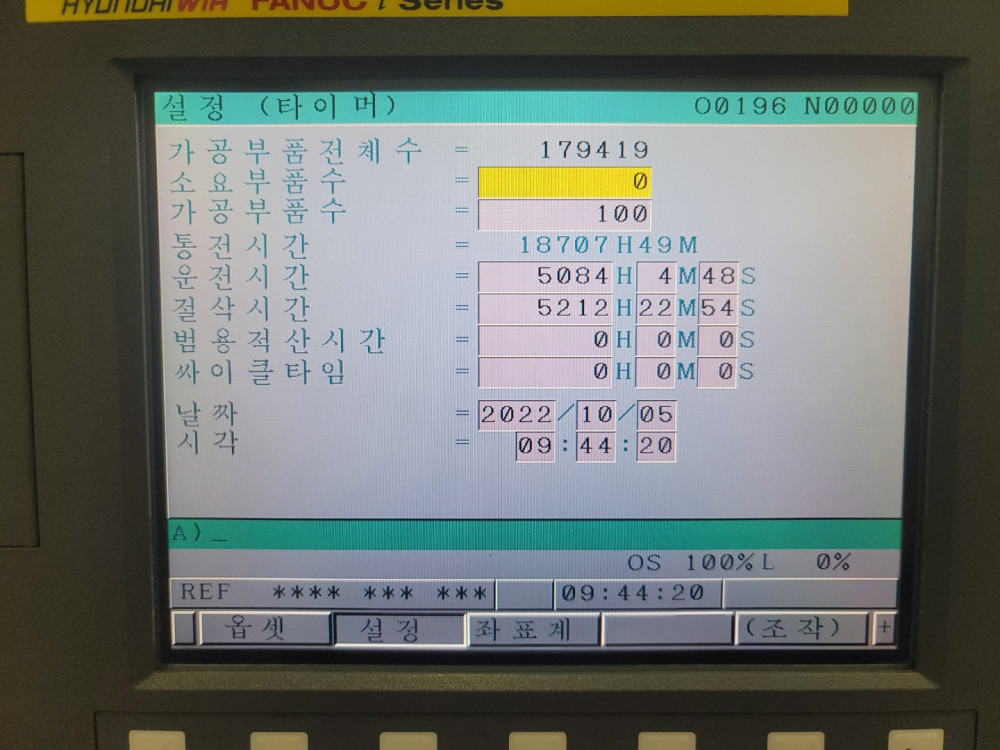 HYUNDAI WIA FANUC i Series
설정 (타이머) O0196 N00000
가공부품전체수 = 179419
소요부품수 = 0
가공부품수 = 100
통전시간 = 18707H49M
운전시간 = 5084H 4M48S
절삭시간 = 5212H22M54S
범용적산시간 = 0H 0M 0S
싸이클타임 = 0H 0M 0S
날짜 = 2022/10/05
시각 = 09:44:20
A)_
OS 100% L 0%
REF **** *** *** 09:44:20
옵셋 설정 좌표계 (조작) +